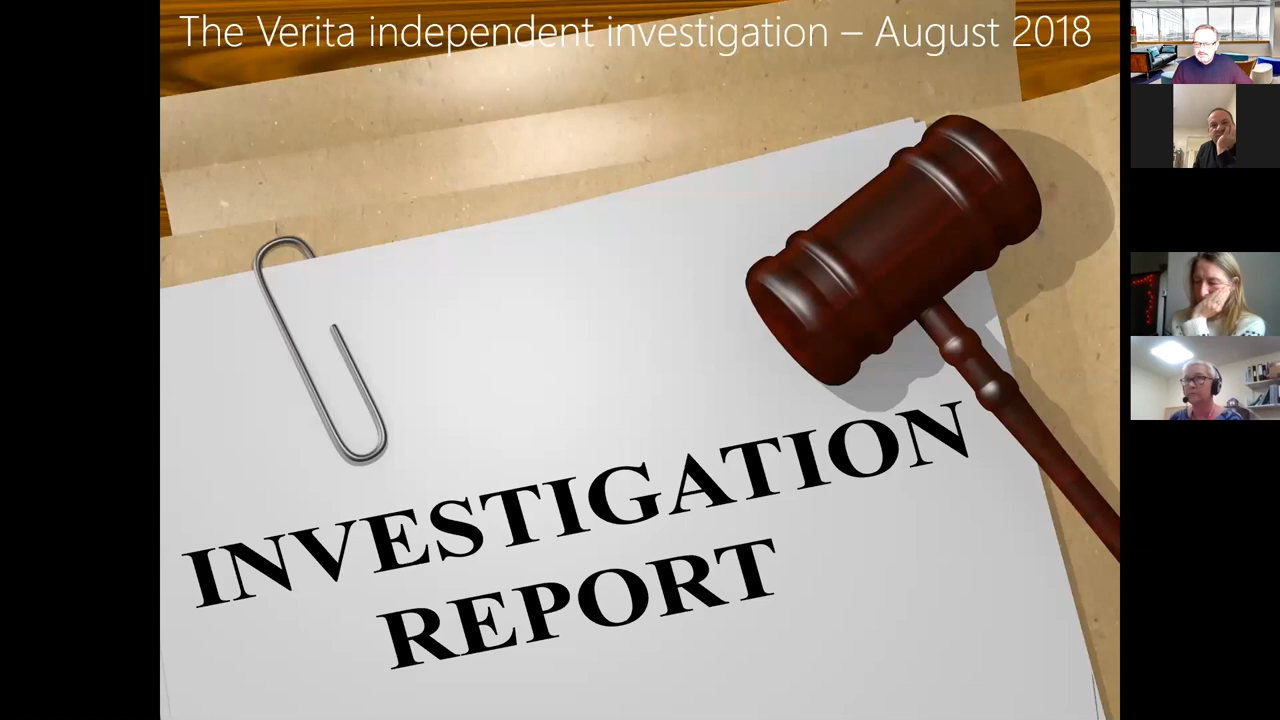 The Verita independent investigation – August 2018
INVESTIGATION
REPORT